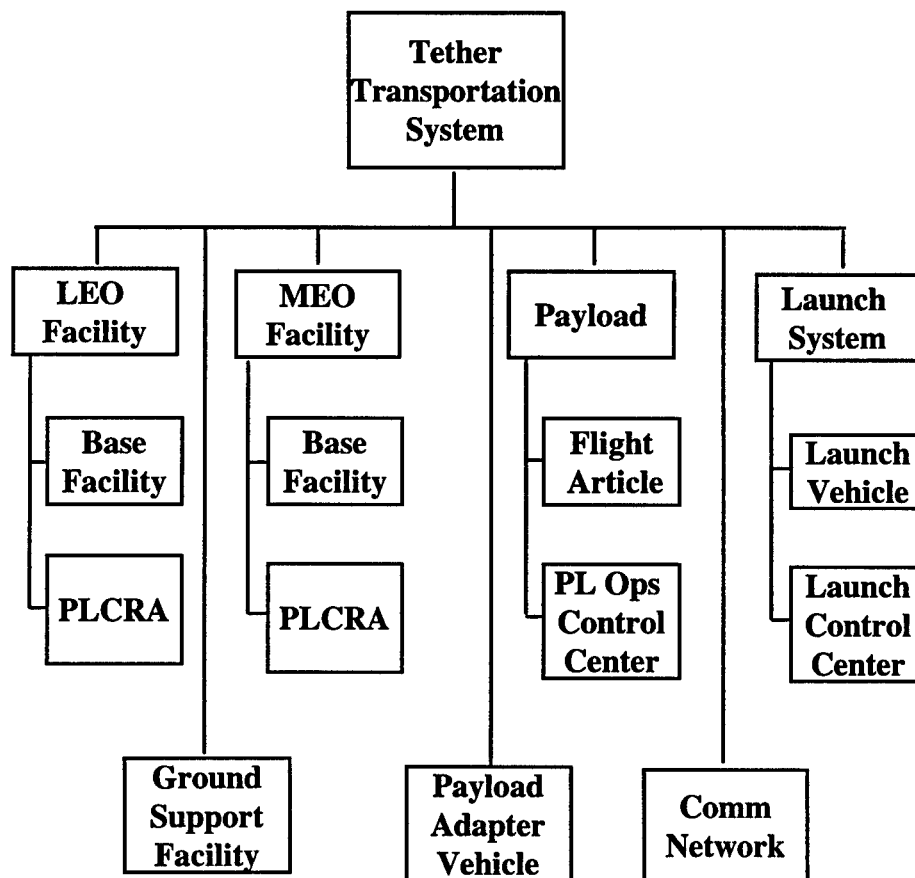 Tether
Transportation
System
LEO
Facility
MEO
Facility
Payload
Launch
System
Base
Facility
Base
Facility
Flight
Article
Launch
Vehicle
PLCRA
PLCRA
PL Ops
Control
Center
Launch
Control
Center
Ground
Support
Facility
Payload
Adapter
Vehicle
Comm
Network